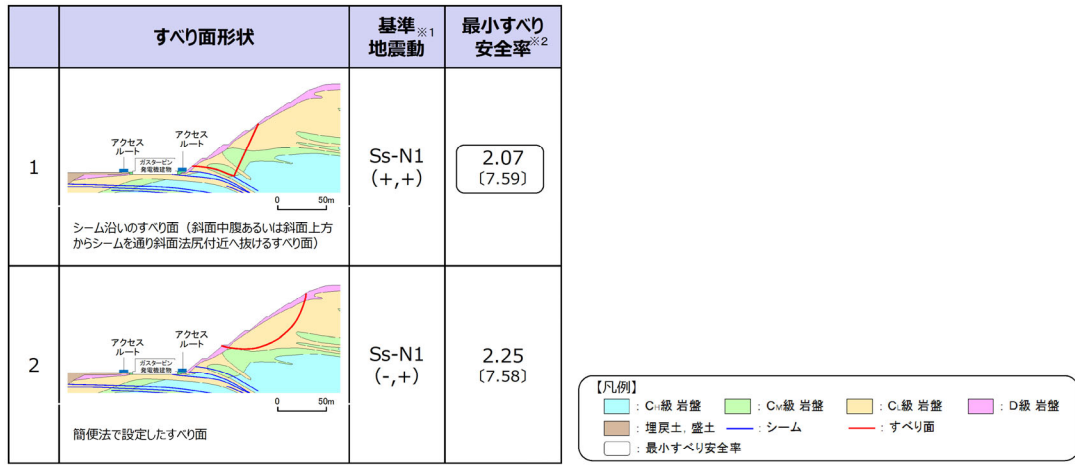 すべり面形状
基準※1
地震動
最小すべり
安全率※2
1
アクセス
ルート
アクセス
ルート
ガスタービン
発電機建物
0 50m
シーム沿いのすべり面（斜面中腹あるいは斜面上方
からシームを通り斜面法尻付近へ抜けるすべり面）
Ss-N1
(+,+)
2.07
〔7.59〕
2
アクセス
ルート
アクセス
ルート
ガスタービン
発電機建物
0 50m
簡便法で設定したすべり面
Ss-N1
(-,+)
2.25
〔7.58〕
【凡例】
：CH級 岩盤 ：CM級 岩盤 ：CL級 岩盤 ：D級 岩盤
：埋戻土，盛土 ：シーム ：すべり面
：最小すべり安全率